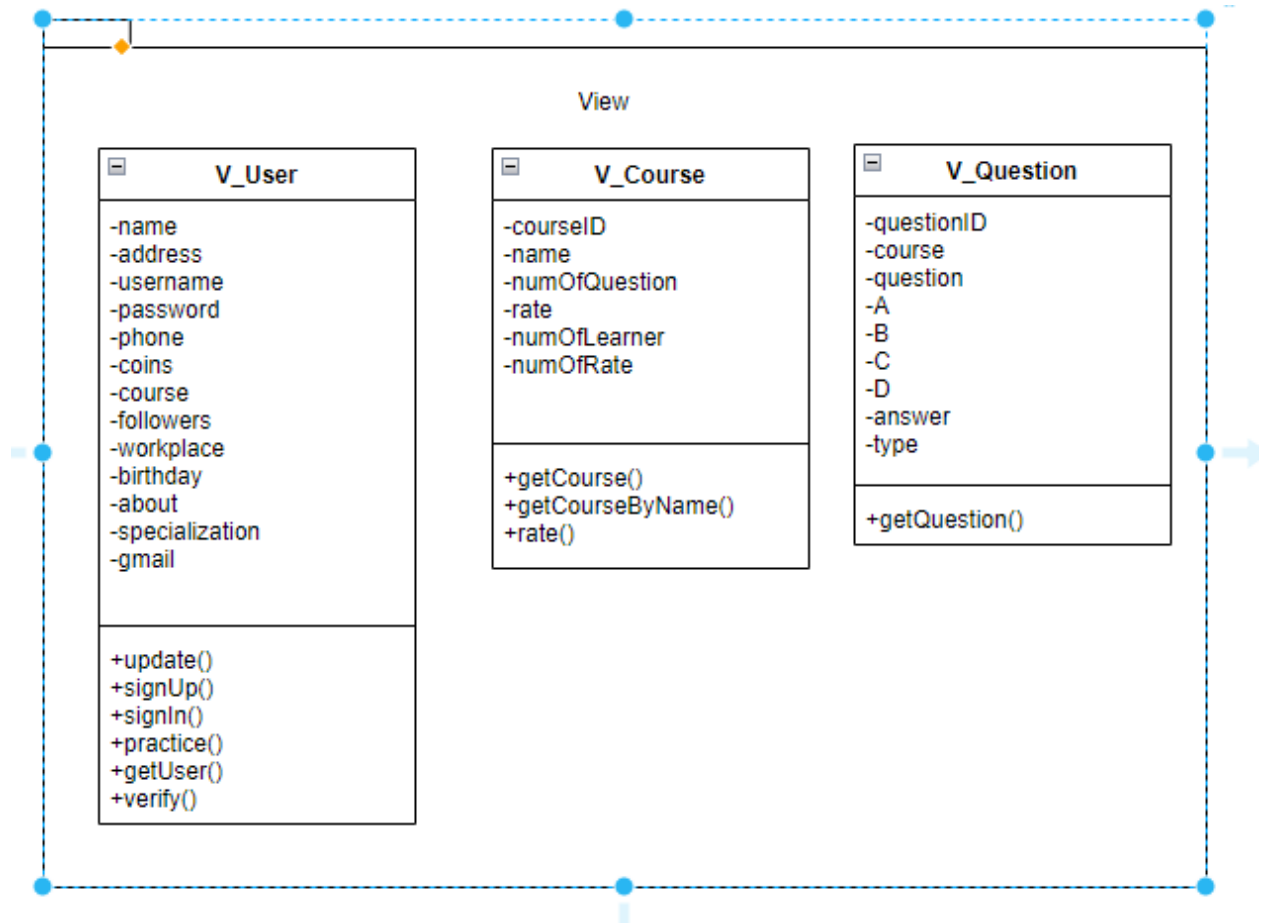 View
V_User
-name
-address
-username
-password
-phone
-coins
-course
-followers
-workplace
-birthday
-about
-specialization
-gmail
+update()
+signUp()
+signIn()
+practice()
+getUser()
+verify()
V_Course
-courseID
-name
-numOfQuestion
-rate
-numOfLearner
-numOfRate
+getCourse()
+getCourseByName()
+rate()
V_Question
-questionID
-course
-question
-A
-B
-C
-D
-answer
-type
+getQuestion()